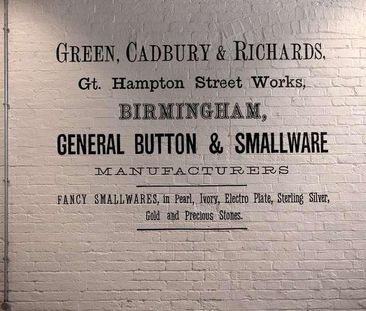 GREEN, CADBURY & RICHARDS,
Gt. Hampton Street Works,
BIRMINGHAM,
GENERAL BUTTON & SMALLWARE
MANUFACTURERS
FANCY SMALLWARES, in Pearl, Ivory, Electro Plate, Sterling Silver,
Gold and Precious Stones.